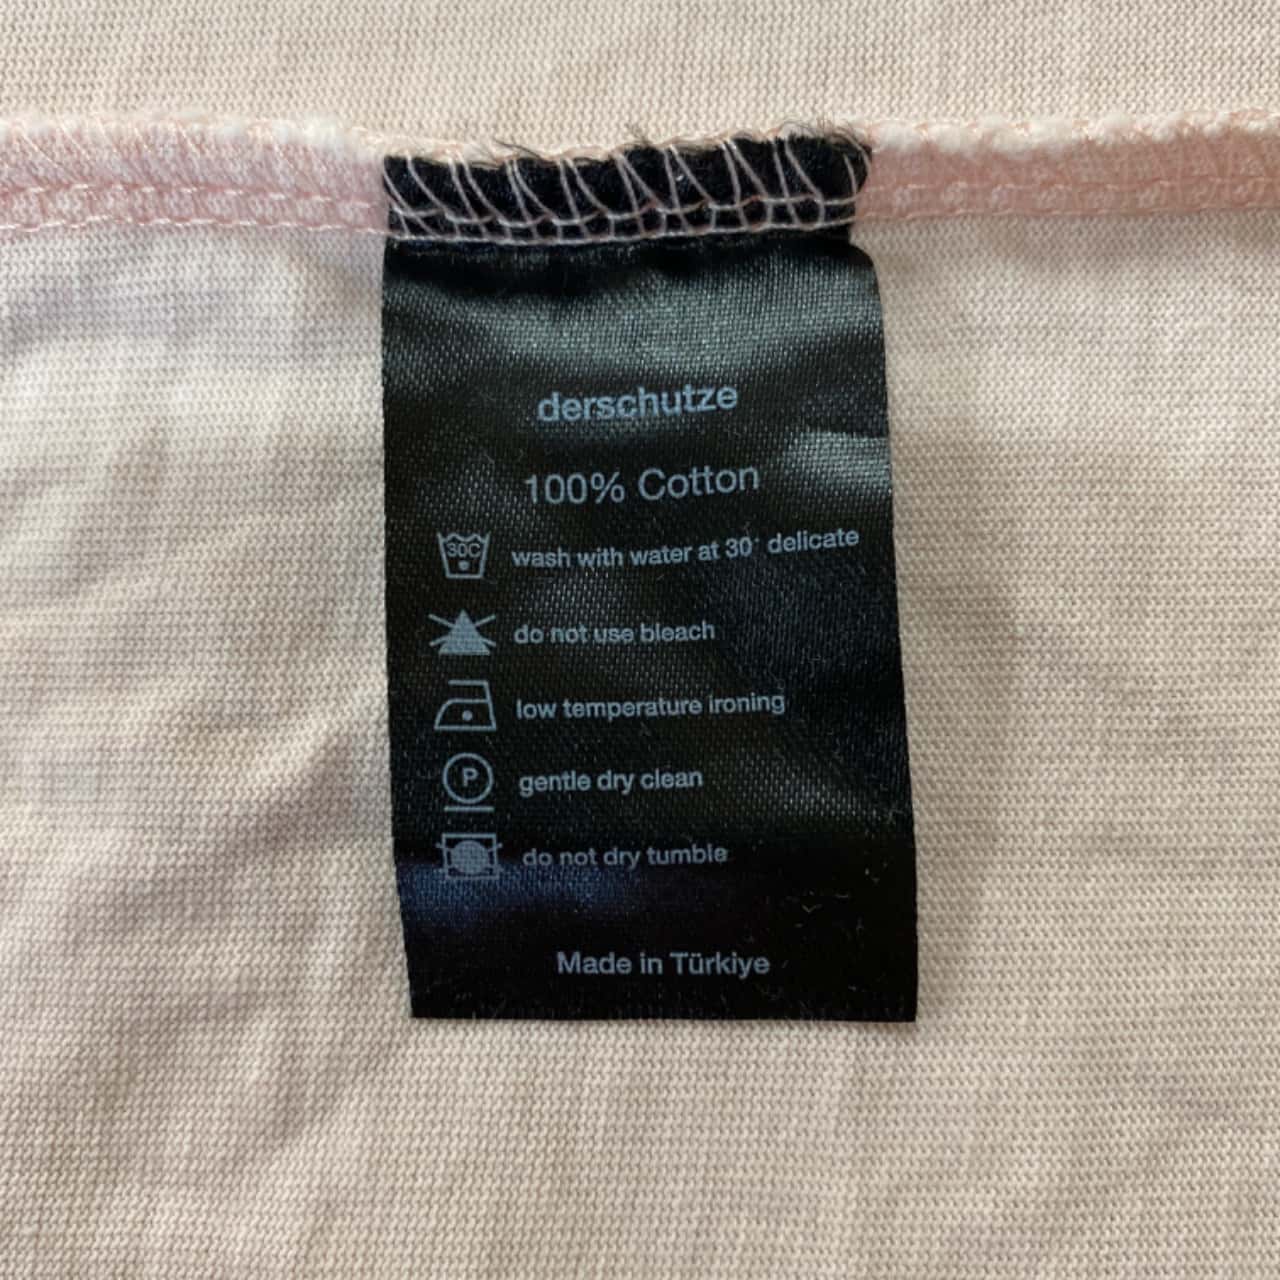 derschutze
100% Cotton
30C wash with water at 30° delicate
do not use bleach
low temperature ironing
P gentle dry clean
do not dry tumble
Made in Türkiye